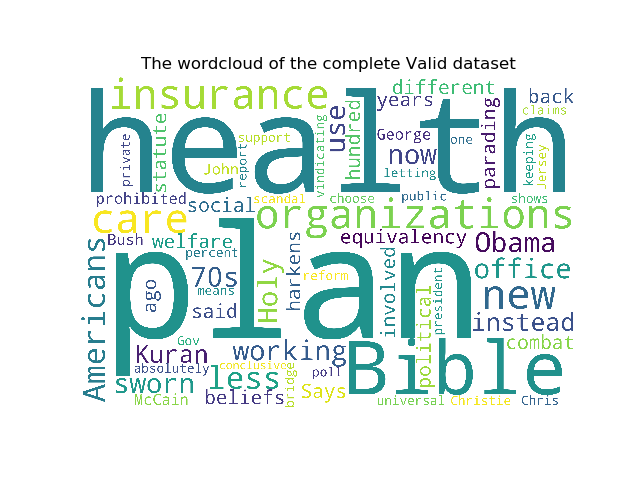 The wordcloud of the complete Valid dataset
insurance
different
years
back
claims
health
private
statute
support
report
John
vindicating
use
hundred
George
now
letting
one
parading
keeping
Jersey
prohibited
social
scandal
choose
public
shows
care
organizations
Bush
welfare
percent
equivalency
Obama
Americans
plan
ago
70s
means
said
Holy
harkens
reform
involved
political
president
office
new
instead
Gov
Kuran
absolutely
working
conclusive
combat
sworn
less
bridge
poll
Bible
McCain
beliefs
Says
universal
Christie
Chris